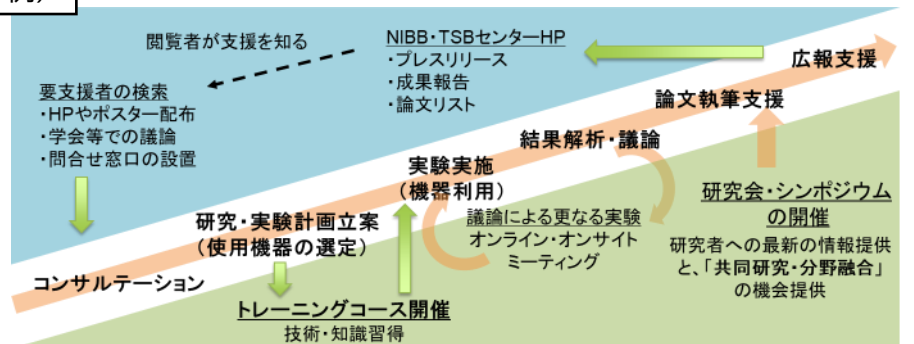 閲覧者が支援を知る
NIBB・TSBセンターHP
・プレスリリース
・成果報告
・論文リスト
広報支援
要支援者の検索
・HPやポスター配布
・学会等での議論
・問合せ窓口の設置
論文執筆支援
結果解析・議論
実験実施
(機器利用)
研究・実験計画立案
(使用機器の選定)
議論による更なる実験
オンライン・オンサイト
ミーティング
研究会・シンポジウム
の開催
研究者への最新の情報提供
と、「共同研究・分野融合」
の機会提供
コンサルテーション
トレーニングコース開催
技術・知識習得